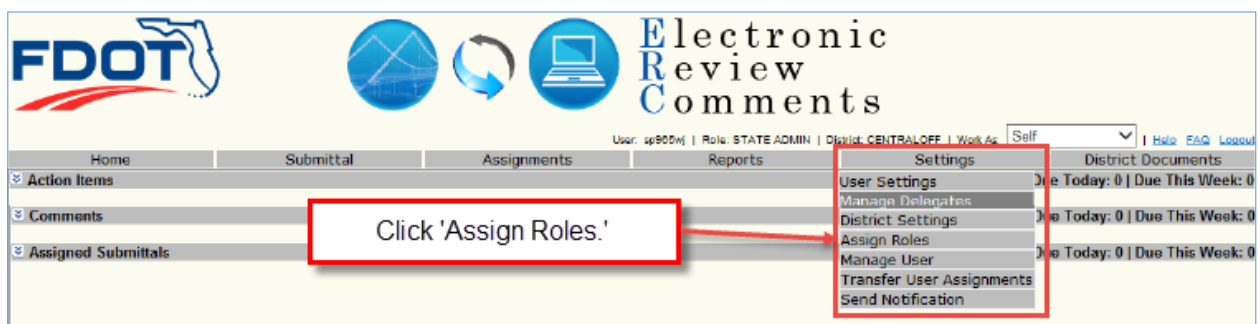 FDOT
Electronic
Review
Comments
User: sp965wj | Role: STATE ADMIN | District: CENTRALOFF | Work As: Self | Help FAQ Logout
Home Submittal Assignments Reports Settings District Documents
Action Items Due Today: 0 | Due This Week: 0
Comments Due Today: 0 | Due This Week: 0
Assigned Submittals Due Today: 0 | Due This Week: 0
User Settings
Manage Delegates
District Settings
Assign Roles
Manage User
Transfer User Assignments
Send Notification
Click 'Assign Roles.'